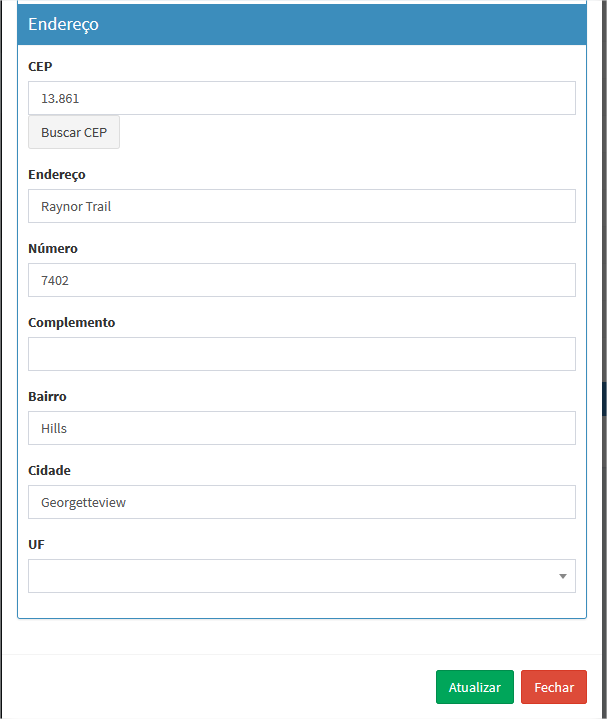 Endereço
CEP
13.861
Buscar CEP
Endereço
Raynor Trail
Número
7402
Complemento
Bairro
Hills
Cidade
Georgetteview
UF
Atualizar
Fechar